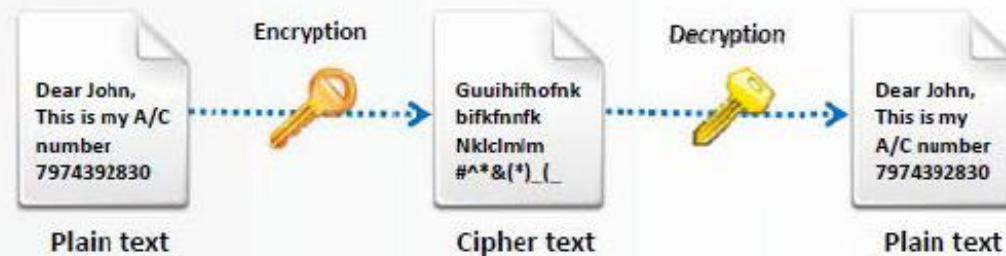 Encryption
Decryption
Dear John,
This is my A/C
number
7974392830
Guuihifhofnk
bifkfnnfk
Nklclmlm
#^*&(*)_(_
Dear John,
This is my
A/C number
7974392830
Plain text
Cipher text
Plain text